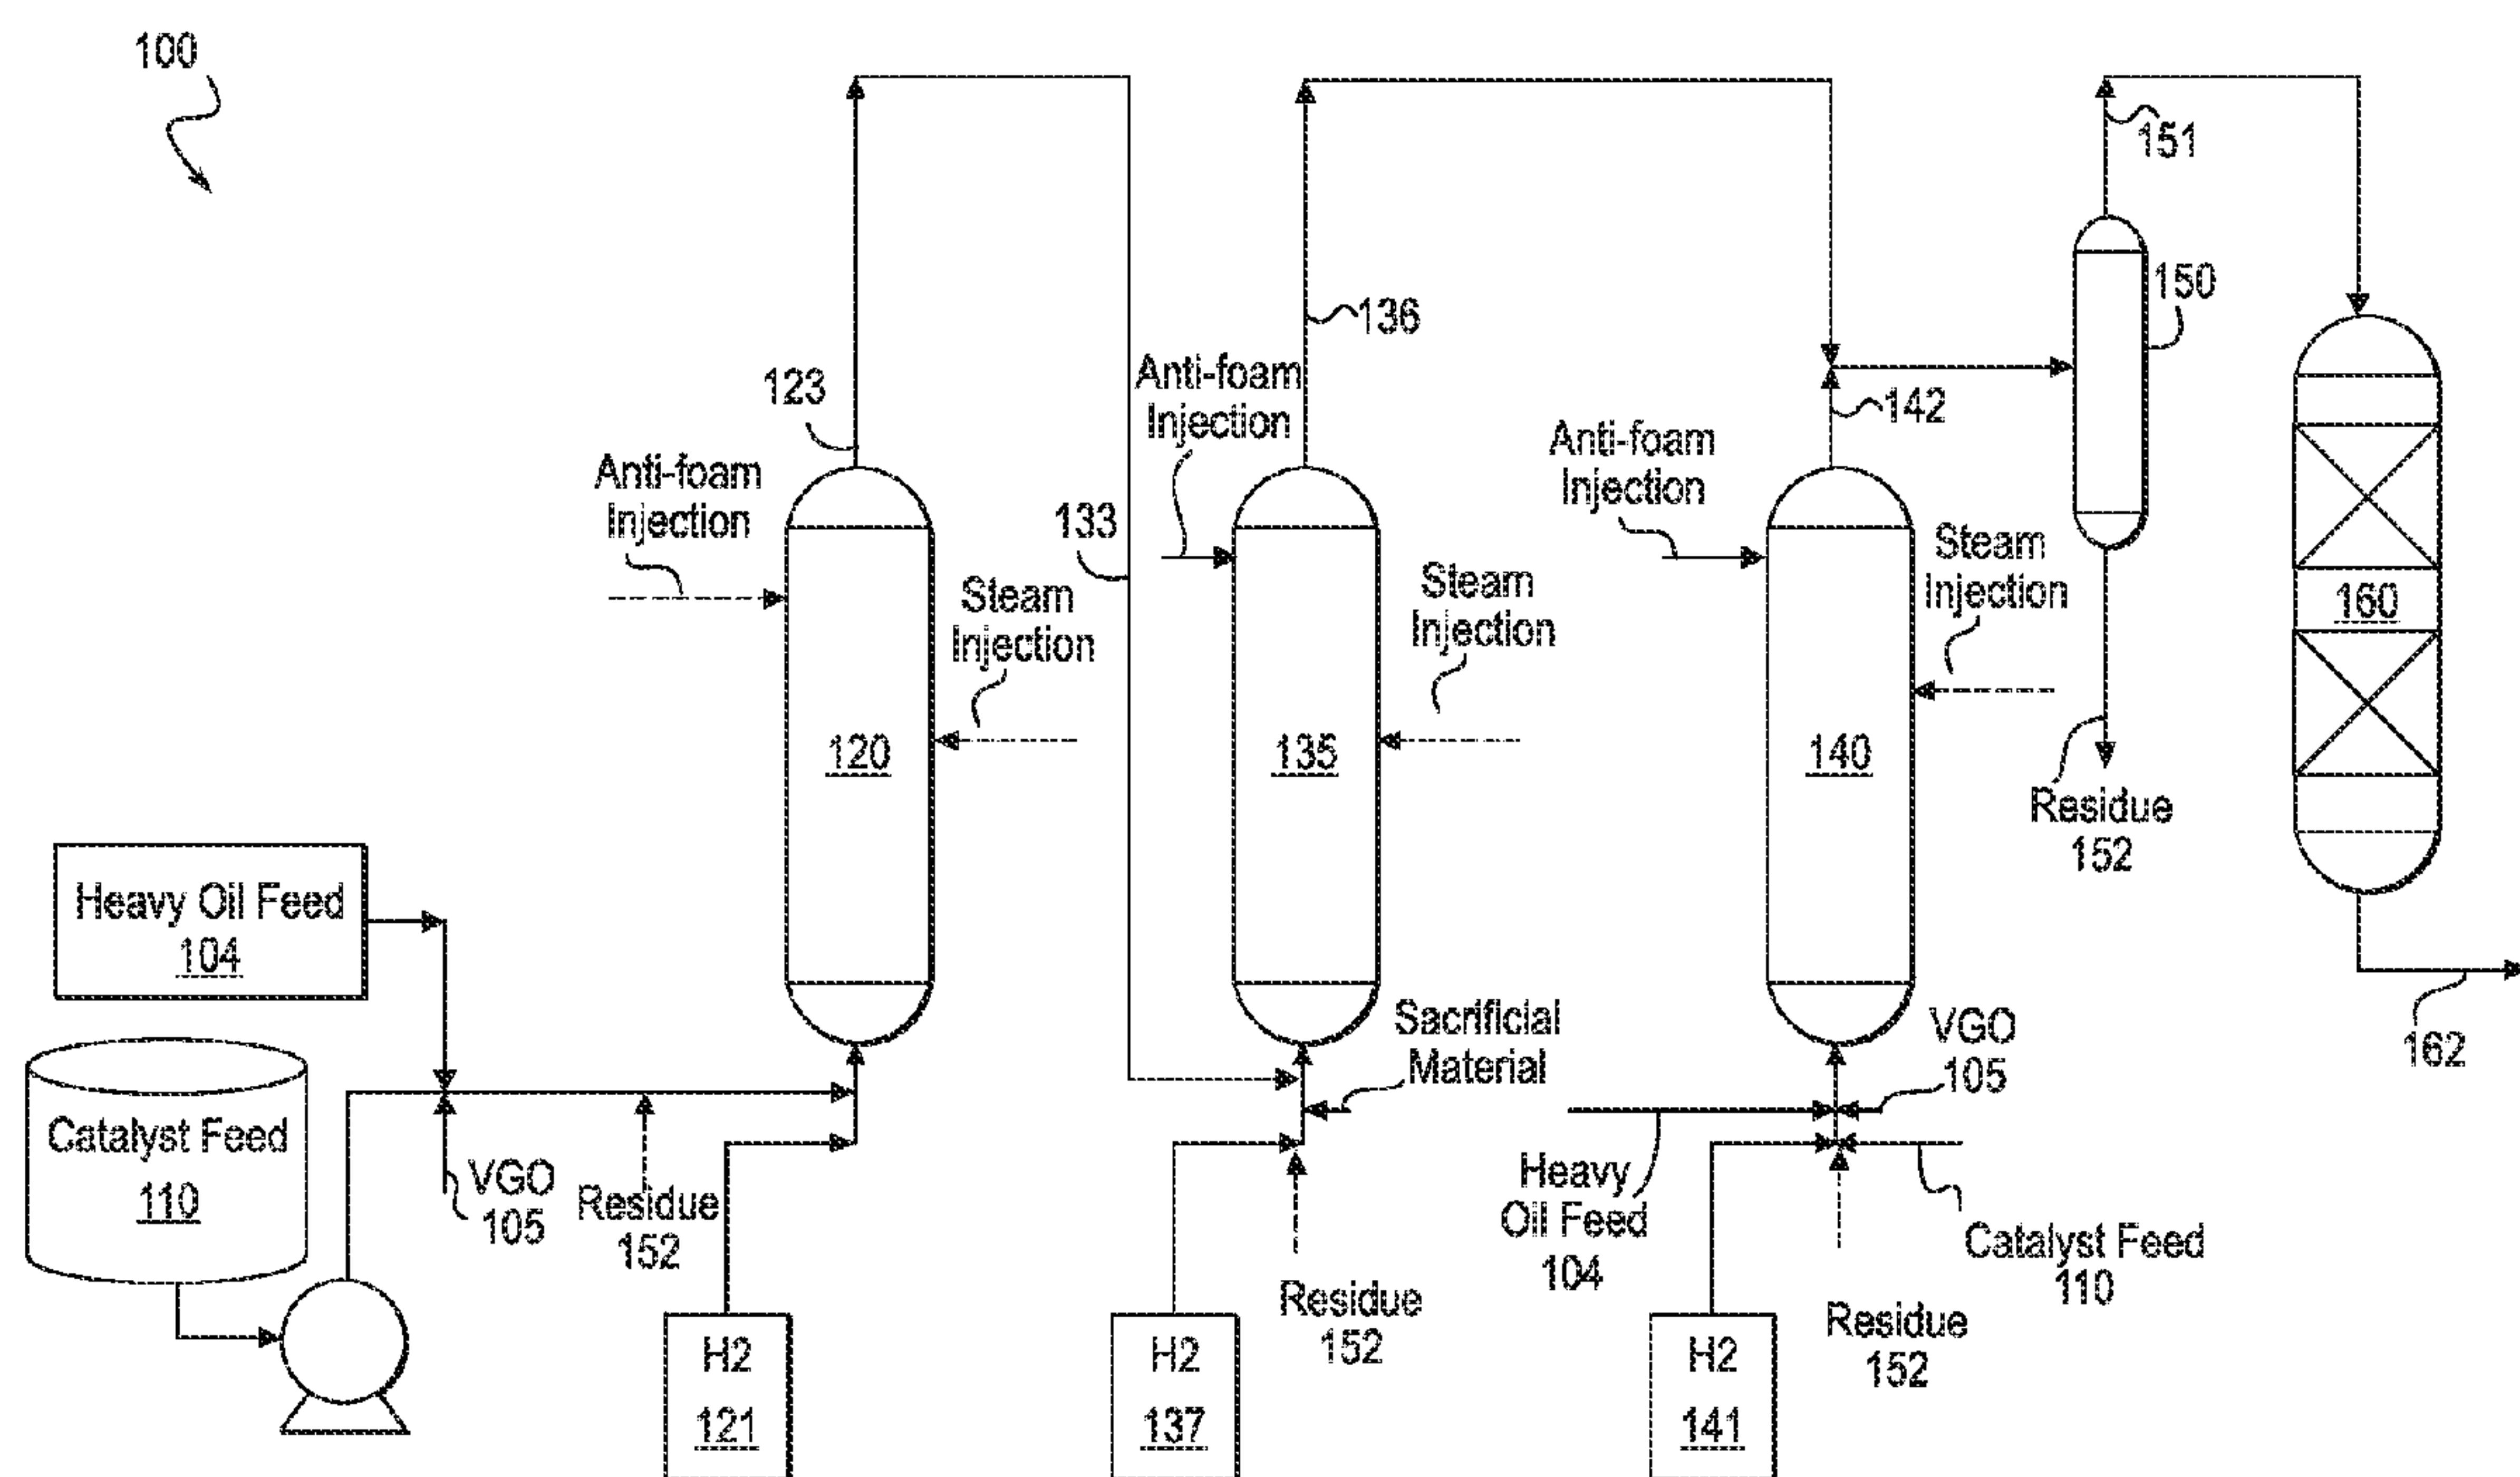 100
151
150
136
123
Anti-foam
Injection
142
Anti-foam
Injection
Anti-foam
Injection
133
Steam
Injection
Steam
Injection
Steam
Injection
160
120
135
140
Residue
152
Heavy Oil Feed
104
Sacrificial
Material
VGO
105
162
Catalyst Feed
110
VGO
105
Residue
152
Heavy
Oil Feed
104
Catalyst Feed
110
Residue
152
Residue
152
H2
121
H2
137
H2
141